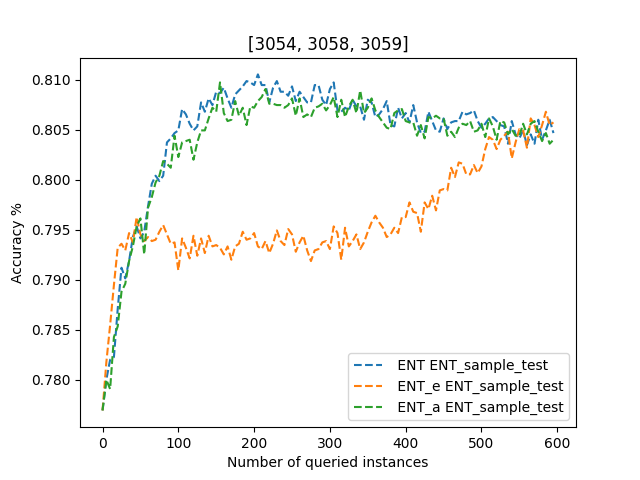 [3054, 3058, 3059]
0.810
0.805
0.800
0.795
0.790
0.785
0.780
Accuracy %
ENT ENT_sample_test
ENT_e ENT_sample_test
ENT_a ENT_sample_test
0 100 200 300 400 500 600
Number of queried instances